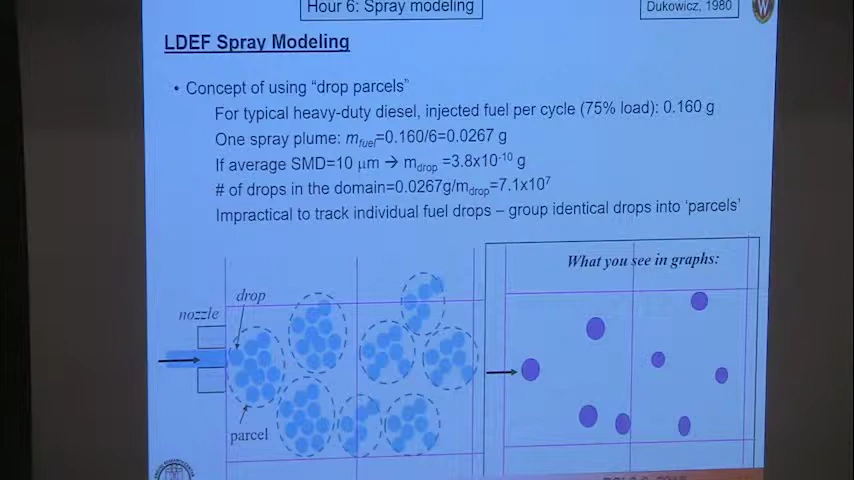 Hour 6: Spray modeling
Dukowicz, 1980
W
LDEF Spray Modeling
• Concept of using “drop parcels”
For typical heavy-duty diesel, injected fuel per cycle (75% load): 0.160 g
One spray plume: mfuel=0.160/6=0.0267 g
If average SMD=10 μm → mdrop =3.8x10-10 g
# of drops in the domain=0.0267g/mdrop=7.1x107
Impractical to track individual fuel drops – group identical drops into ‘parcels’
What you see in graphs:
drop
nozzle
parcel